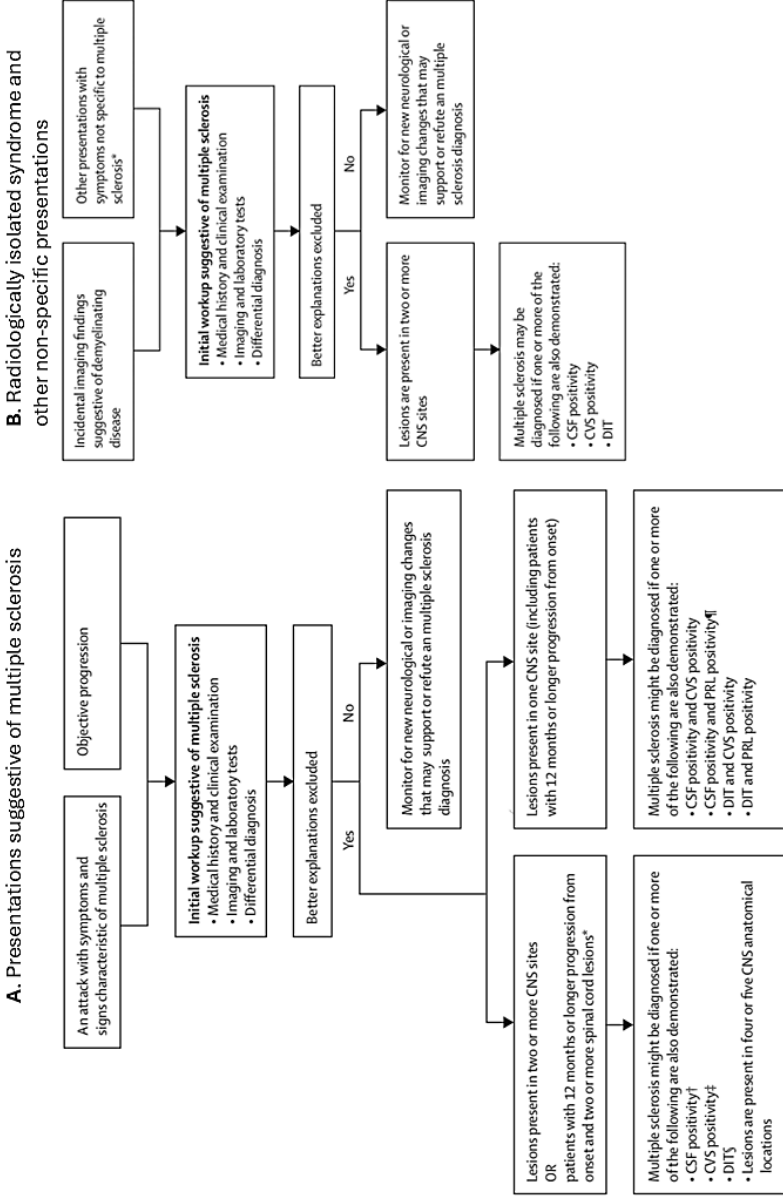 A. Presentations suggestive of multiple sclerosis
An attack with symptoms and
signs characteristic of multiple sclerosis
Objective progression
Initial workup suggestive of multiple sclerosis
• Medical history and clinical examination
• Imaging and laboratory tests
• Differential diagnosis
Better explanations excluded
Yes
No
Monitor for new neurological or imaging changes
that may support or refute an multiple sclerosis
diagnosis
Lesions present in two or more CNS sites
OR
patients with 12 months or longer progression from
onset and two or more spinal cord lesions*
Lesions present in one CNS site (including patients
with 12 months or longer progression from onset)
Multiple sclerosis might be diagnosed if one or more
of the following are also demonstrated:
• CSF positivity†
• CVS positivity‡
• DIT§
• Lesions are present in four or five CNS anatomical
locations
Multiple sclerosis might be diagnosed if one or more
of the following are also demonstrated:
• CSF positivity and CVS positivity
• CSF positivity and PRL positivity¶
• DIT and CVS positivity
• DIT and PRL positivity
B. Radiologically isolated syndrome and
other non-specific presentations
Incidental imaging findings
suggestive of demyelinating
disease
Other presentations with
symptoms not specific to multiple
sclerosis*
Initial workup suggestive of multiple sclerosis
• Medical history and clinical examination
• Imaging and laboratory tests
• Differential diagnosis
Better explanations excluded
Yes
No
Lesions are present in two or more
CNS sites
Monitor for new neurological or
imaging changes that may
support or refute an multiple
sclerosis diagnosis
Multiple sclerosis may be
diagnosed if one or more of the
following are also demonstrated:
• CSF positivity
• CVS positivity
• DIT